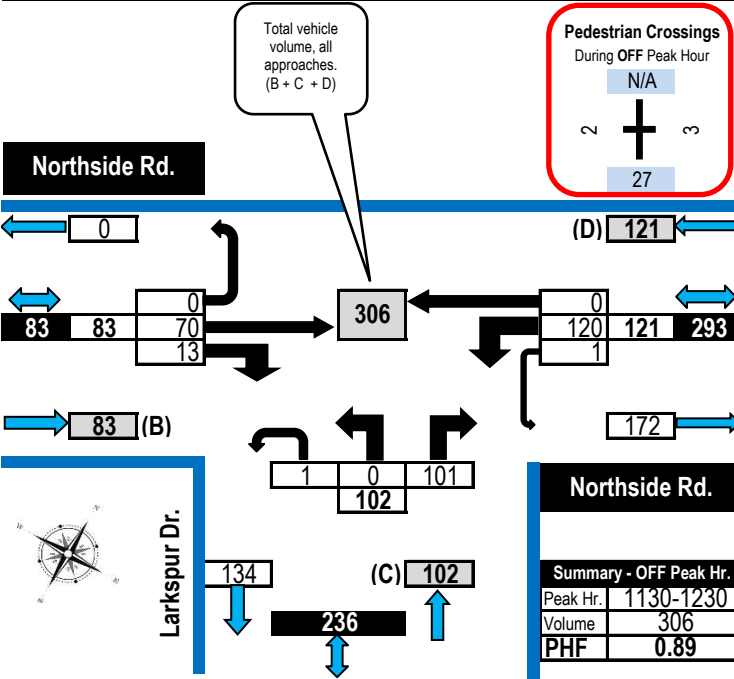 Total vehicle
volume, all
approaches.
(B + C + D)
Pedestrian Crossings
During OFF Peak Hour
N/A
2
3
27
Northside Rd.
0
(D) 121
0
306
0
83 83 70
120 121 293
13
1
83 (B)
172
1 0 101
102
Northside Rd.
Larkspur Dr.
134
(C) 102
236
Summary - OFF Peak Hr.
Peak Hr. 1130-1230
Volume 306
PHF 0.89